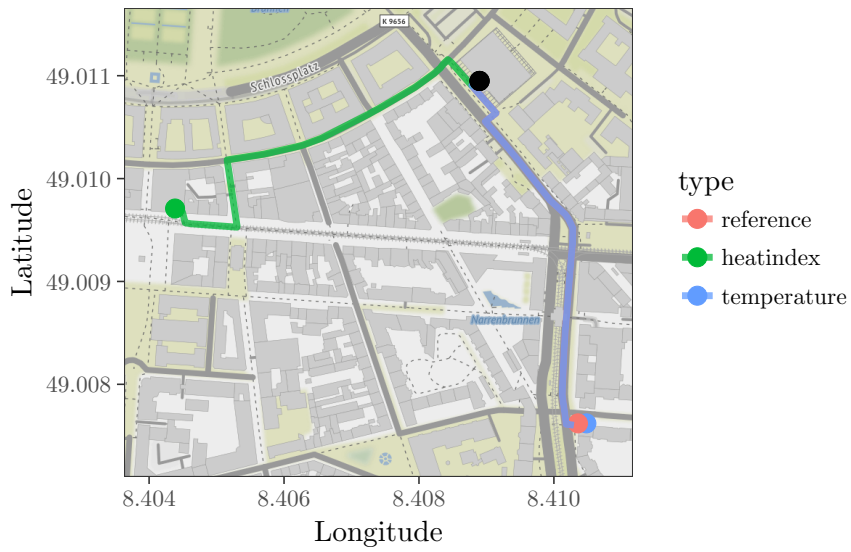 K 9656
Schlossplatz
Narrenbrunnen
49.011
49.010
49.009
49.008
8.404
8.406
8.408
8.410
Latitude
Longitude
type
reference
heatindex
temperature